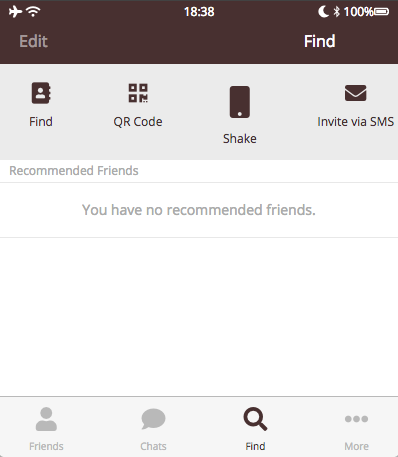 18:38
100%
Edit
Find
Find
QR Code
Shake
Invite via SMS
Recommended Friends
You have no recommended friends.
Friends
Chats
Find
More